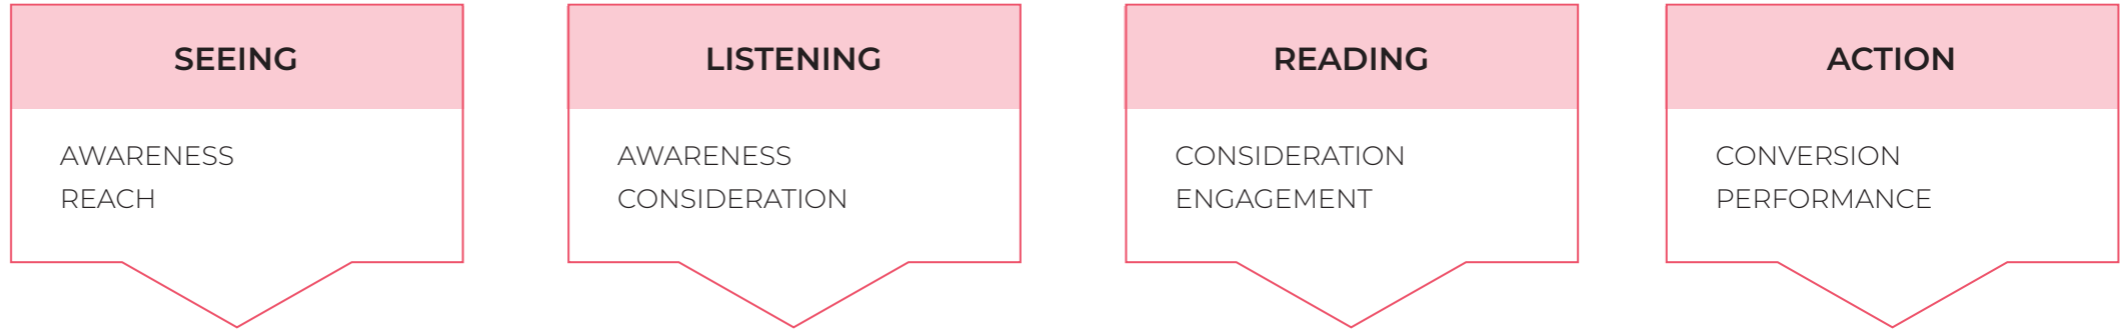 SEEING
AWARENESS
REACH
LISTENING
AWARENESS
CONSIDERATION
READING
CONSIDERATION
ENGAGEMENT
ACTION
CONVERSION
PERFORMANCE